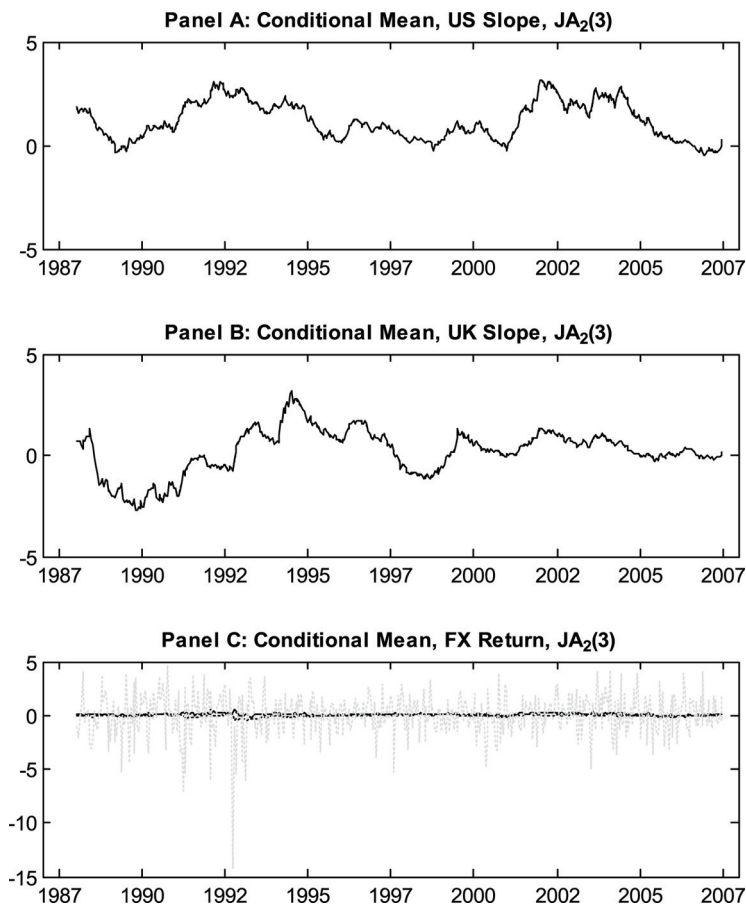 Panel A: Conditional Mean, US Slope, JA₂(3)
5
0
-5
1987 1990 1992 1995 1997 2000 2002 2005 2007
Panel B: Conditional Mean, UK Slope, JA₂(3)
5
0
-5
1987 1990 1992 1995 1997 2000 2002 2005 2007
Panel C: Conditional Mean, FX Return, JA₂(3)
5
0
-5
-10
-15
1987 1990 1992 1995 1997 2000 2002 2005 2007